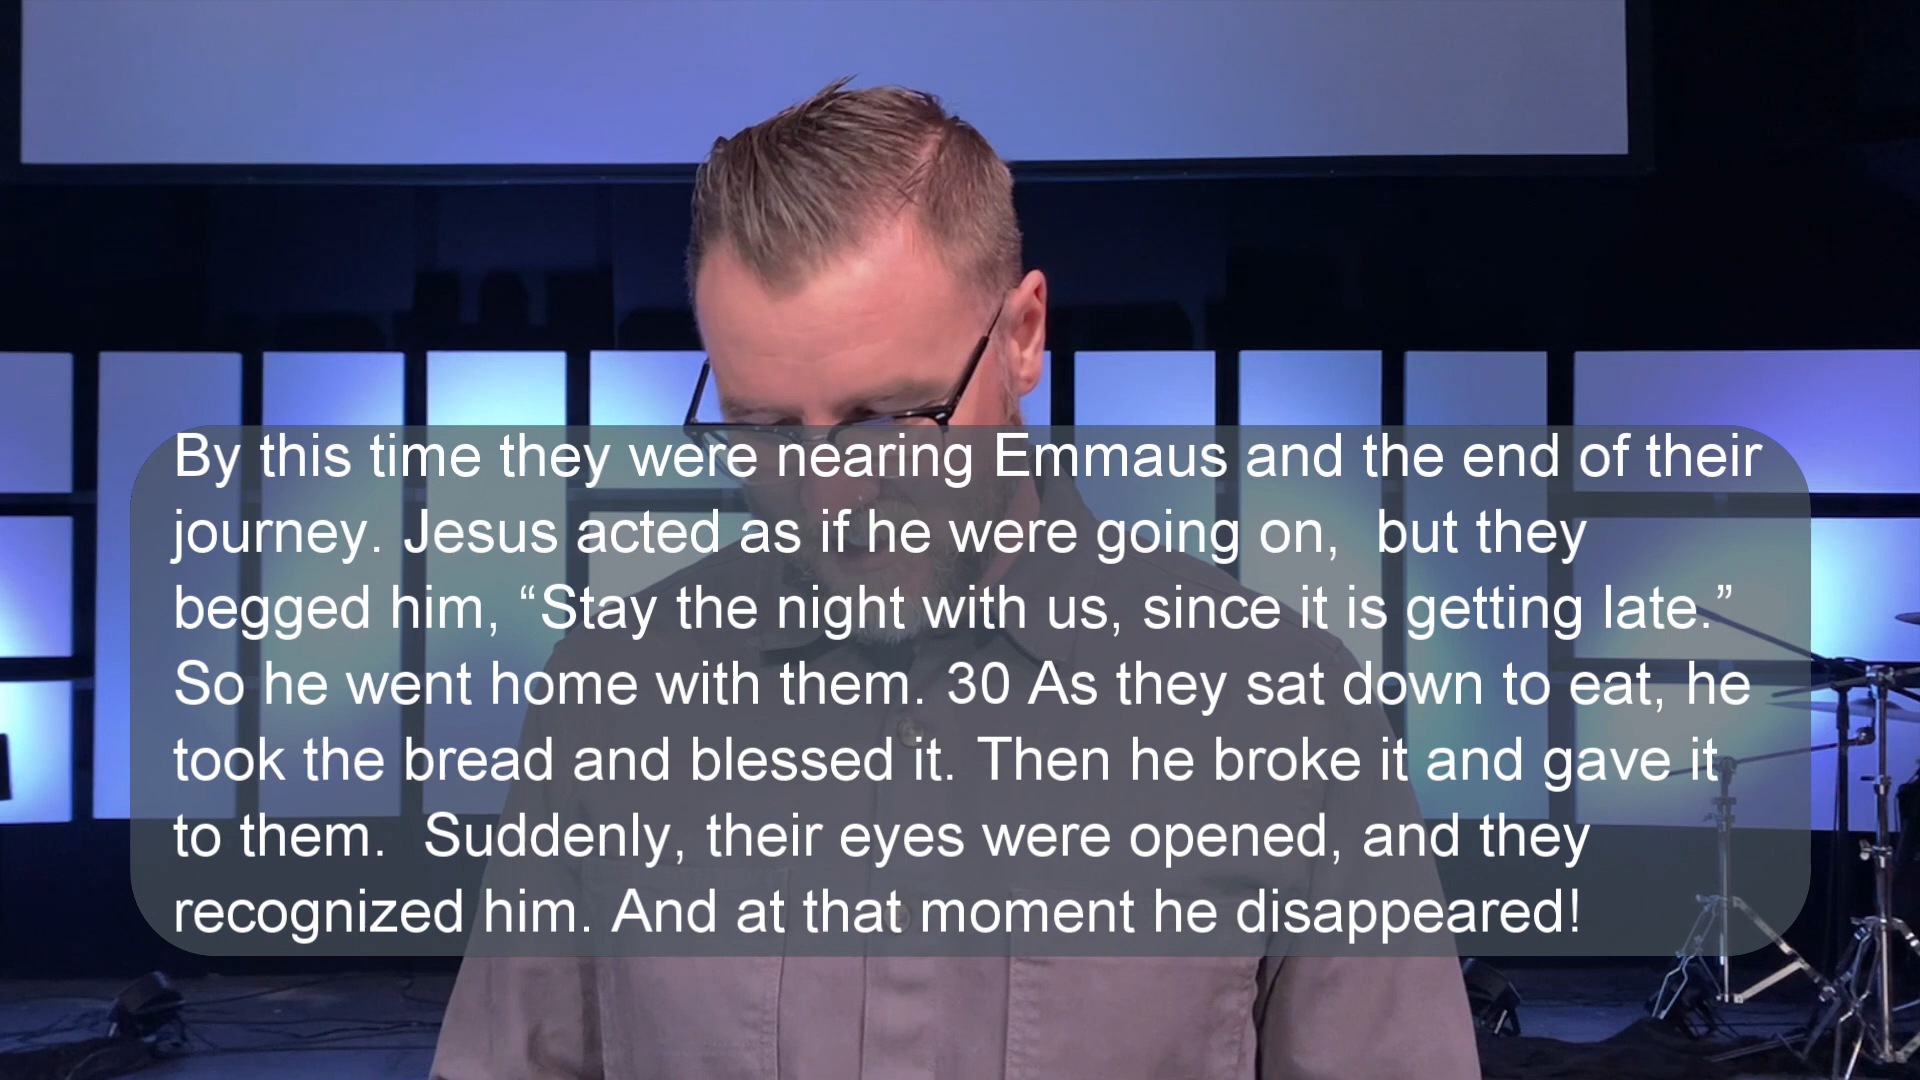 By this time they were nearing Emmaus and the end of their
journey. Jesus acted as if he were going on,  but they
begged him, “Stay the night with us, since it is getting late.”
So he went home with them. 30 As they sat down to eat, he
took the bread and blessed it. Then he broke it and gave it
to them.  Suddenly, their eyes were opened, and they
recognized him. And at that moment he disappeared!